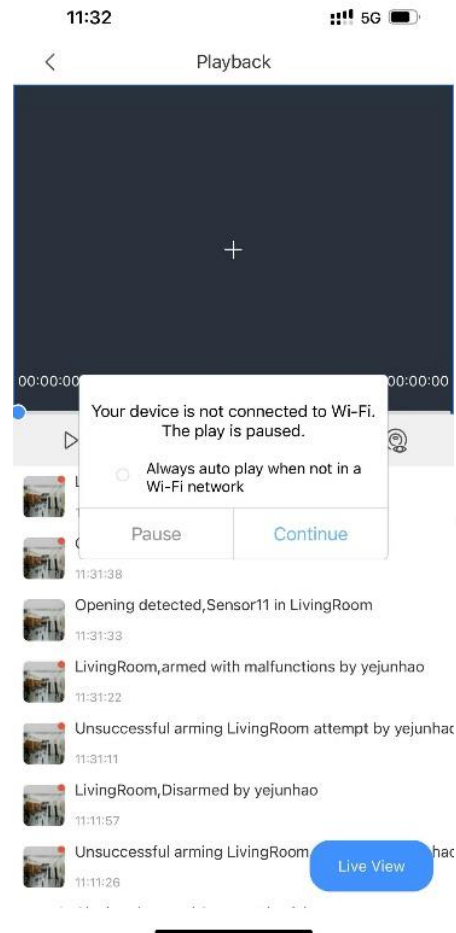 11:32
5G
Playback
00:00:00
00:00:00
Your device is not connected to Wi-Fi.
The play is paused.
Always auto play when not in a
Wi-Fi network
Pause
Continue
11:31:38
Opening detected,Sensor11 in LivingRoom
11:31:33
LivingRoom,armed with malfunctions by yejunhao
11:31:22
Unsuccessful arming LivingRoom attempt by yejunhao
11:31:11
LivingRoom,Disarmed by yejunhao
11:11:57
Unsuccessful arming LivingRoom
Live View
11:11:26